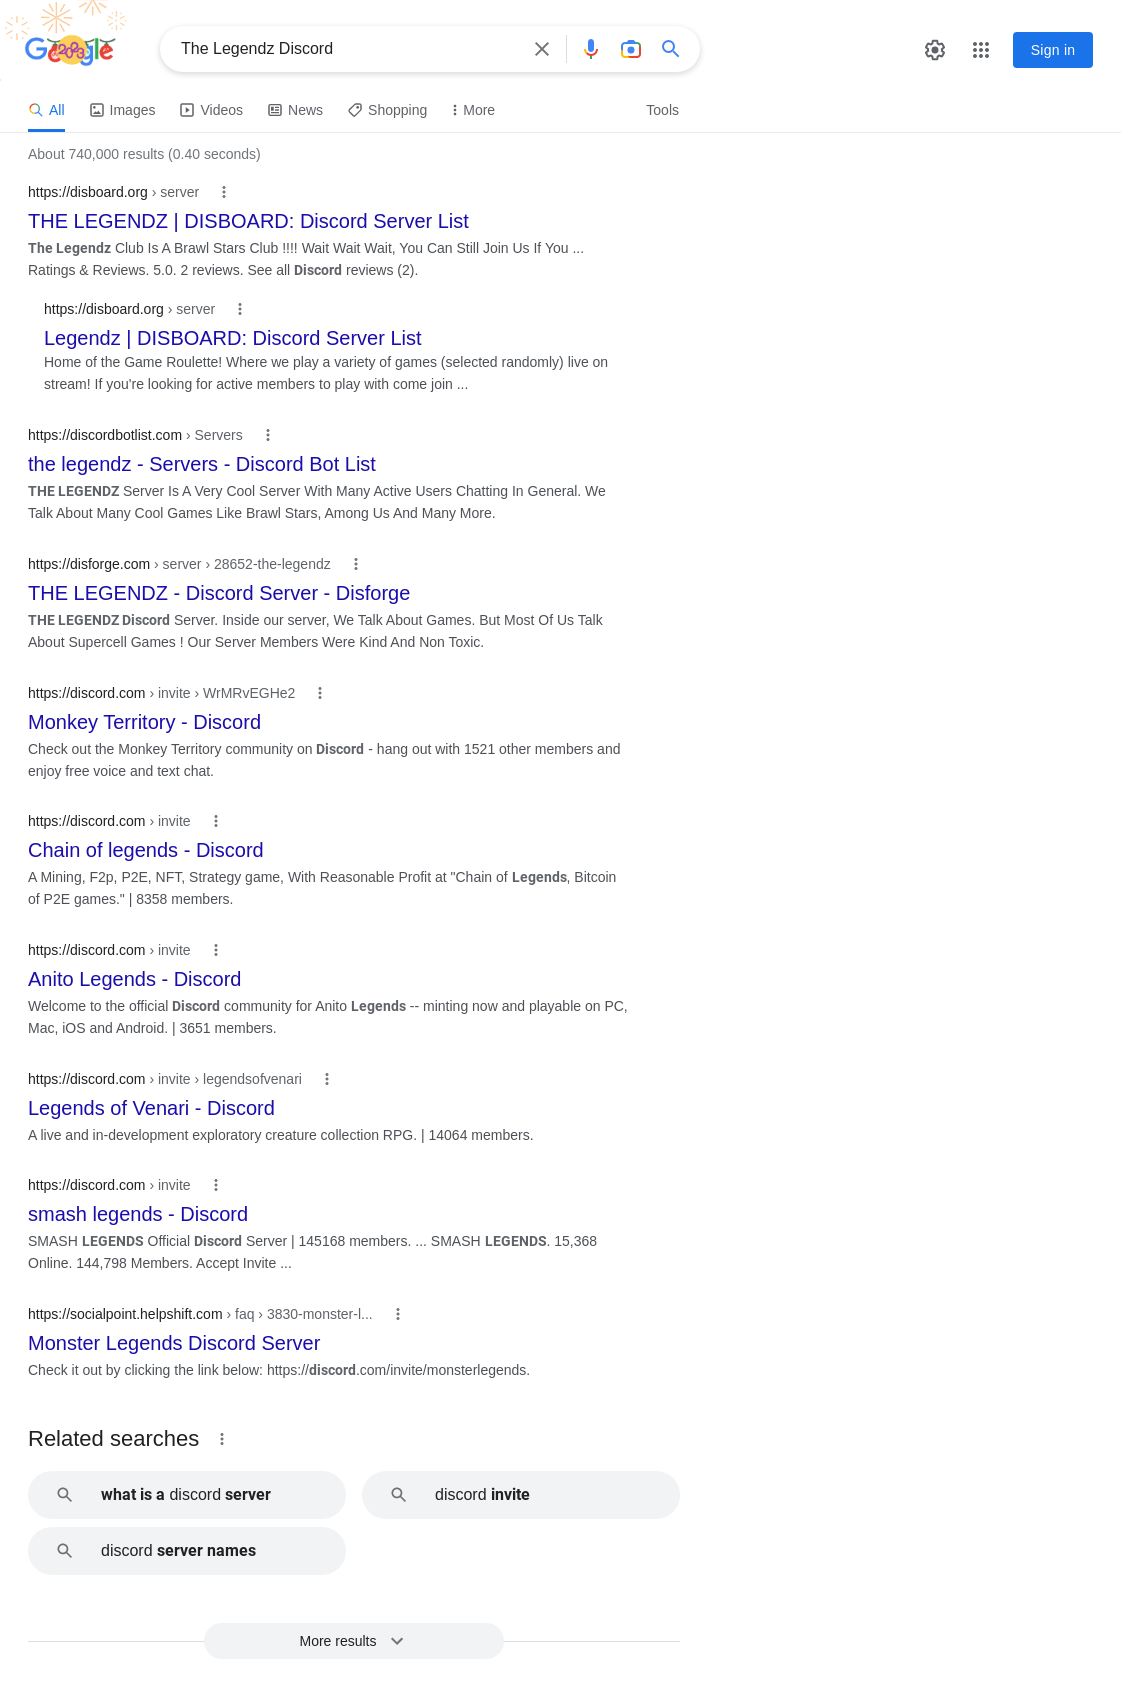 Google
The Legendz Discord
Sign in
All
Images
Videos
News
Shopping
More
Tools
About 740,000 results (0.40 seconds)
https://disboard.org › server
THE LEGENDZ | DISBOARD: Discord Server List
The Legendz Club Is A Brawl Stars Club !!!! Wait Wait Wait, You Can Still Join Us If You ...
Ratings & Reviews. 5.0. 2 reviews. See all Discord reviews (2).
https://disboard.org › server
Legendz | DISBOARD: Discord Server List
Home of the Game Roulette! Where we play a variety of games (selected randomly) live on
stream! If you're looking for active members to play with come join ...
https://discordbotlist.com › Servers
the legendz - Servers - Discord Bot List
THE LEGENDZ Server Is A Very Cool Server With Many Active Users Chatting In General. We
Talk About Many Cool Games Like Brawl Stars, Among Us And Many More.
https://disforge.com › server › 28652-the-legendz
THE LEGENDZ - Discord Server - Disforge
THE LEGENDZ Discord Server. Inside our server, We Talk About Games. But Most Of Us Talk
About Supercell Games ! Our Server Members Were Kind And Non Toxic.
https://discord.com › invite › WrMRvEGHe2
Monkey Territory - Discord
Check out the Monkey Territory community on Discord - hang out with 1521 other members and
enjoy free voice and text chat.
https://discord.com › invite
Chain of legends - Discord
A Mining, F2p, P2E, NFT, Strategy game, With Reasonable Profit at "Chain of Legends, Bitcoin
of P2E games." | 8358 members.
https://discord.com › invite
Anito Legends - Discord
Welcome to the official Discord community for Anito Legends -- minting now and playable on PC,
Mac, iOS and Android. | 3651 members.
https://discord.com › invite › legendsofvenari
Legends of Venari - Discord
A live and in-development exploratory creature collection RPG. | 14064 members.
https://discord.com › invite
smash legends - Discord
SMASH LEGENDS Official Discord Server | 145168 members. ... SMASH LEGENDS. 15,368
Online. 144,798 Members. Accept Invite ...
https://socialpoint.helpshift.com › faq › 3830-monster-l...
Monster Legends Discord Server
Check it out by clicking the link below: https://discord.com/invite/monsterlegends.
Related searches
what is a discord server
discord invite
discord server names
More results